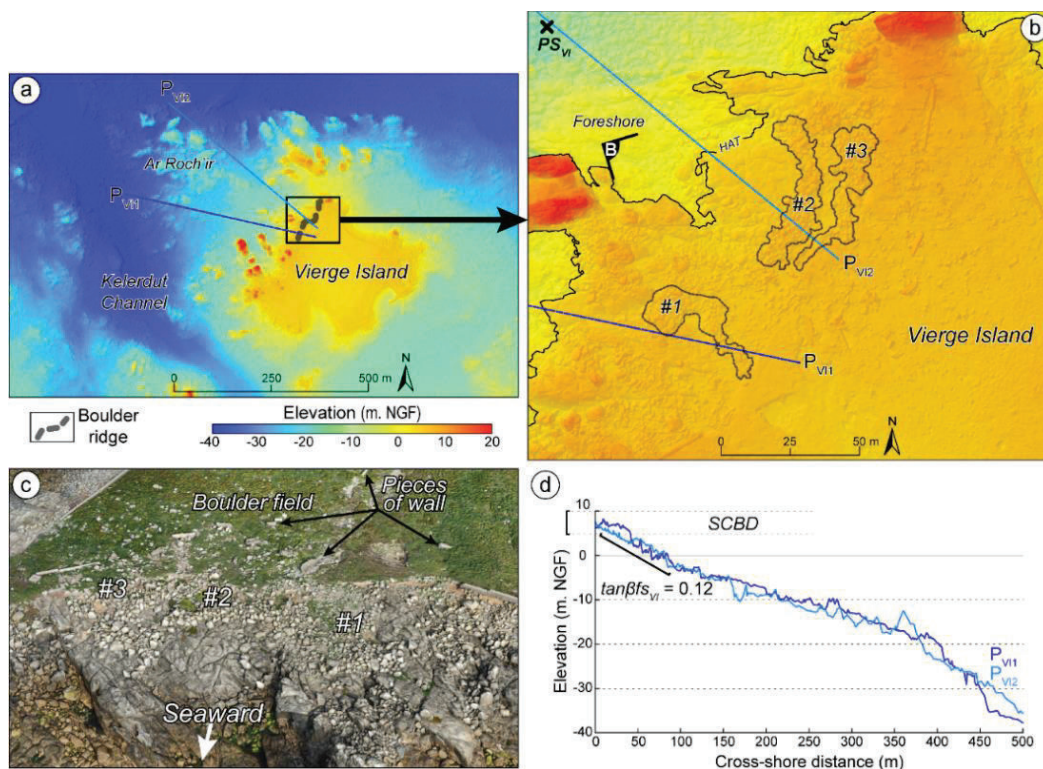 a
P_VI2
Ar Roch'ir
P_VI1
Kelerdut
Channel
Vierge Island
N
0 250 500 m
Boulder
ridge
Elevation (m. NGF)
-40 -30 -20 -10 0 10 20
b
PS_VI
Foreshore
B
HAT
#3
#2
P_VI2
#1
P_VI1
Vierge Island
N
0 25 50 m
c
Pieces
of wall
Boulder field
#3
#2
#1
Seaward
d
SCBD
tanβfs_VI = 0.12
P_VI1
P_VI2
Elevation (m. NGF)
10
0
-10
-20
-30
-40
0 50 100 150 200 250 300 350 400 450 500
Cross-shore distance (m)